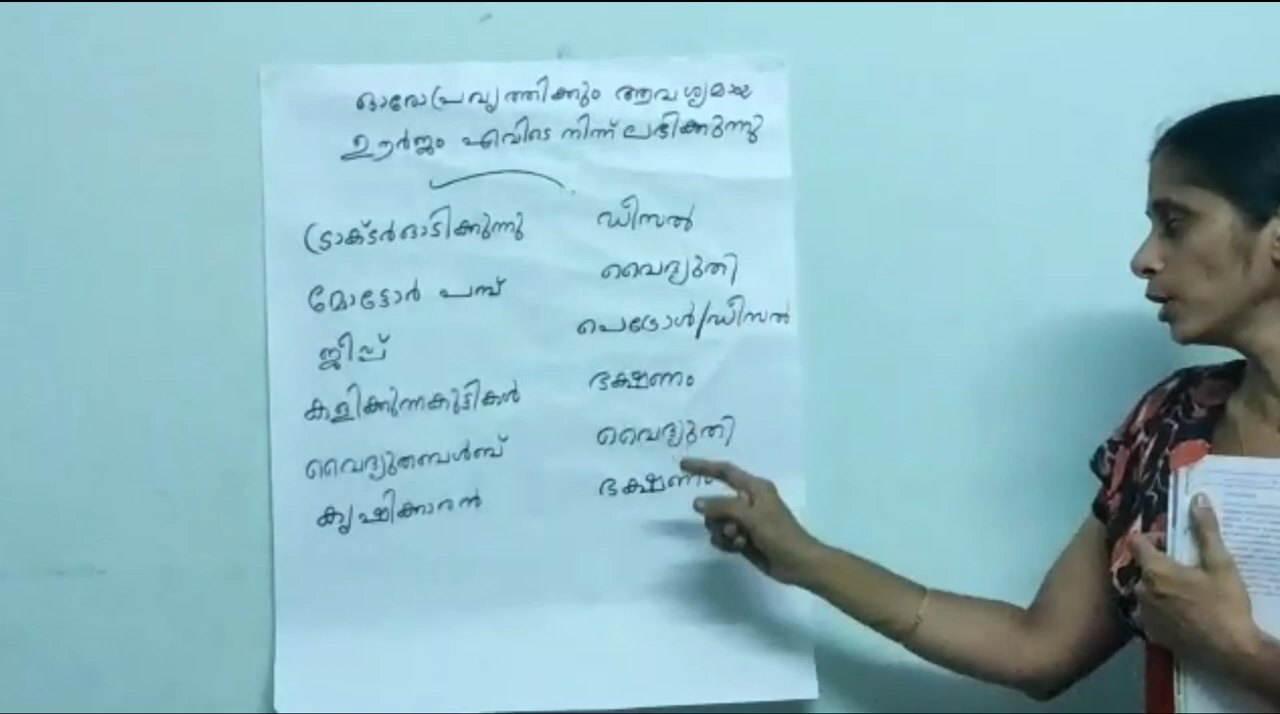 ഓരോ പ്രവൃത്തിക്കും ആവശ്യമായ
ഊർജ്ജം എവിടെ നിന്ന് ലഭിക്കുന്നു
ട്രാക്ടർ ഓടിക്കുന്നു ഡീസൽ
മോട്ടോർ പമ്പ് വൈദ്യുതി
ജീപ്പ് പെട്രോൾ/ഡീസൽ
കളിക്കുന്ന കുട്ടികൾ ഭക്ഷണം
വൈദ്യുതബൾബ് വൈദ്യുതി
കൃഷിക്കാരൻ ഭക്ഷണം